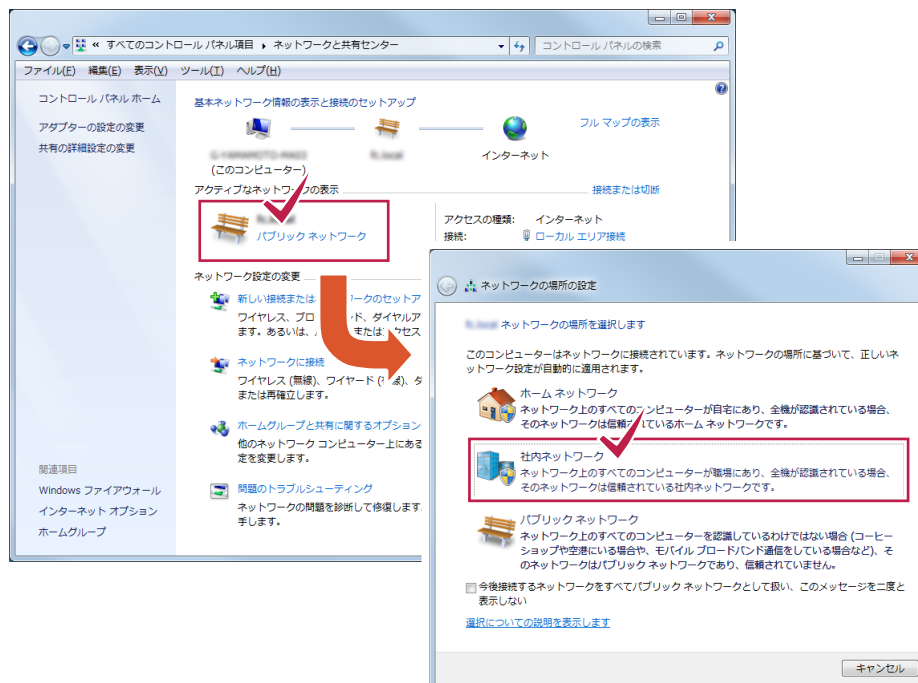 « すべてのコントロール パネル項目 ▸ ネットワークと共有センター
コントロール パネルの検索
ファイル(F) 編集(E) 表示(V) ツール(T) ヘルプ(H)
コントロール パネル ホーム
アダプターの設定の変更
共有の詳細設定の変更
基本ネットワーク情報の表示と接続のセットアップ
フル マップの表示
インターネット
(このコンピューター)
アクティブなネットワークの表示
接続または切断
パブリック ネットワーク
アクセスの種類: インターネット
接続: ローカル エリア接続
ネットワーク設定の変更
新しい接続または ークのセットア
ワイヤレス、ブロ ド、ダイヤルア
ます。あるいは、 または クセス
ネットワークに接続
ワイヤレス (無線)、ワイヤード ( 線)、ダ
または再確立します。
ホームグループと共有に関するオプション
他のネットワーク コンピューター上にある
定を変更します。
問題のトラブルシューティング
ネットワークの問題を診断して修復します
手します。
関連項目
Windows ファイアウォール
インターネット オプション
ホームグループ
ネットワークの場所の設定
ネットワークの場所を選択します
このコンピューターはネットワークに接続されています。ネットワークの場所に基づいて、正しいネ
ットワーク設定が自動的に適用されます。
ホーム ネットワーク
ネットワーク上のすべてのコンピューターが自宅にあり、全機が認識されている場合、
そのネットワークは信頼されているホーム ネットワークです。
社内ネットワーク
ネットワーク上のすべてのコンピューターが職場にあり、全機が認識されている場合、
そのネットワークは信頼されている社内ネットワークです。
パブリック ネットワーク
ネットワーク上のすべてのコンピューターを認識しているわけではない場合 (コーヒー
ショップや空港にいる場合や、モバイル ブロードバンド通信をしている場合など)、そ
のネットワークはパブリック ネットワークであり、信頼されていません。
今後接続するネットワークをすべてパブリック ネットワークとして扱い、このメッセージを二度と
表示しない
選択についての説明を表示します
キャンセル